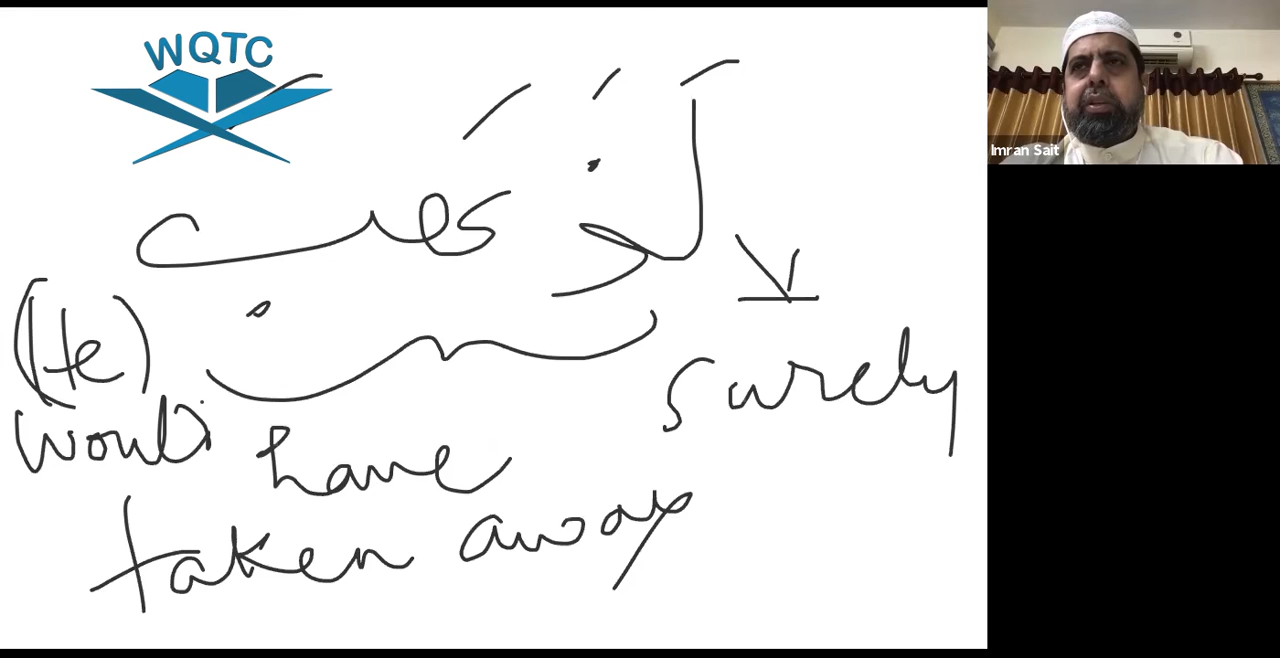 WQTC
لَذَهَبَ
surely
(He)
would have
taken away
Imran Sait